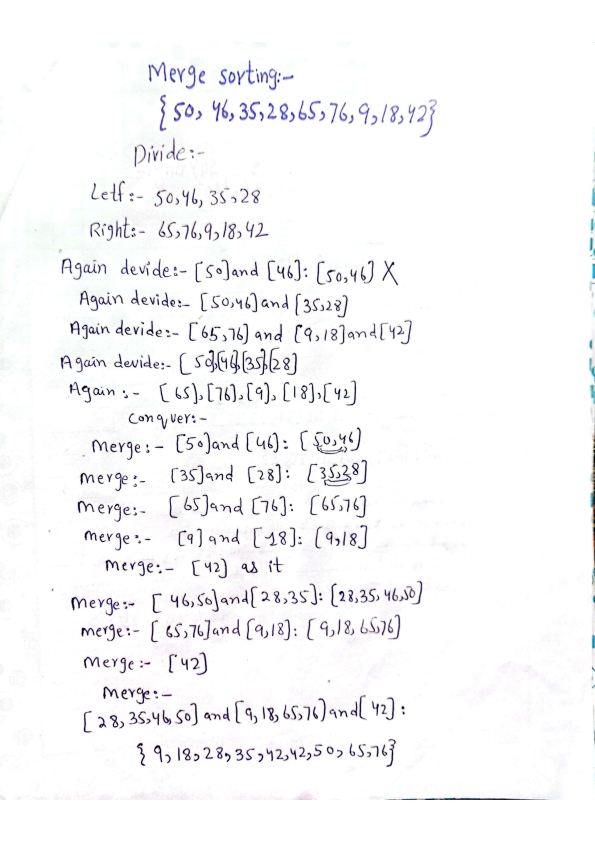 Merge sorting:-
{50, 46, 35, 28, 65, 76, 9, 18, 42}
Divide:-
Letf:- 50, 46, 35, 28
Right:- 65, 76, 9, 18, 42
Again devide:- [50] and [46]: [50, 46] X
Again devide:- [50,46] and [35,28]
Again devide:- [65,76] and [9,18] and [42]
Again devide:- [50],[46],[35],[28]
Again :- [65], [76], [9], [18], [42]
Conquer:-
Merge:- [50] and [46]: [50,46]
merge:- [35] and [28]: [35,28]
merge:- [65] and [76]: [65,76]
merge:- [9] and [18]: [9,18]
merge:- [42] as it
merge:- [46,50] and [28,35]: [28,35,46,50]
merge:- [65,76] and [9,18]: [9,18,65,76]
merge:- [42]
merge:-
[28,35,46,50] and [9,18,65,76] and [42]:
{9, 18, 28, 35, 42, 42, 50, 65, 76}